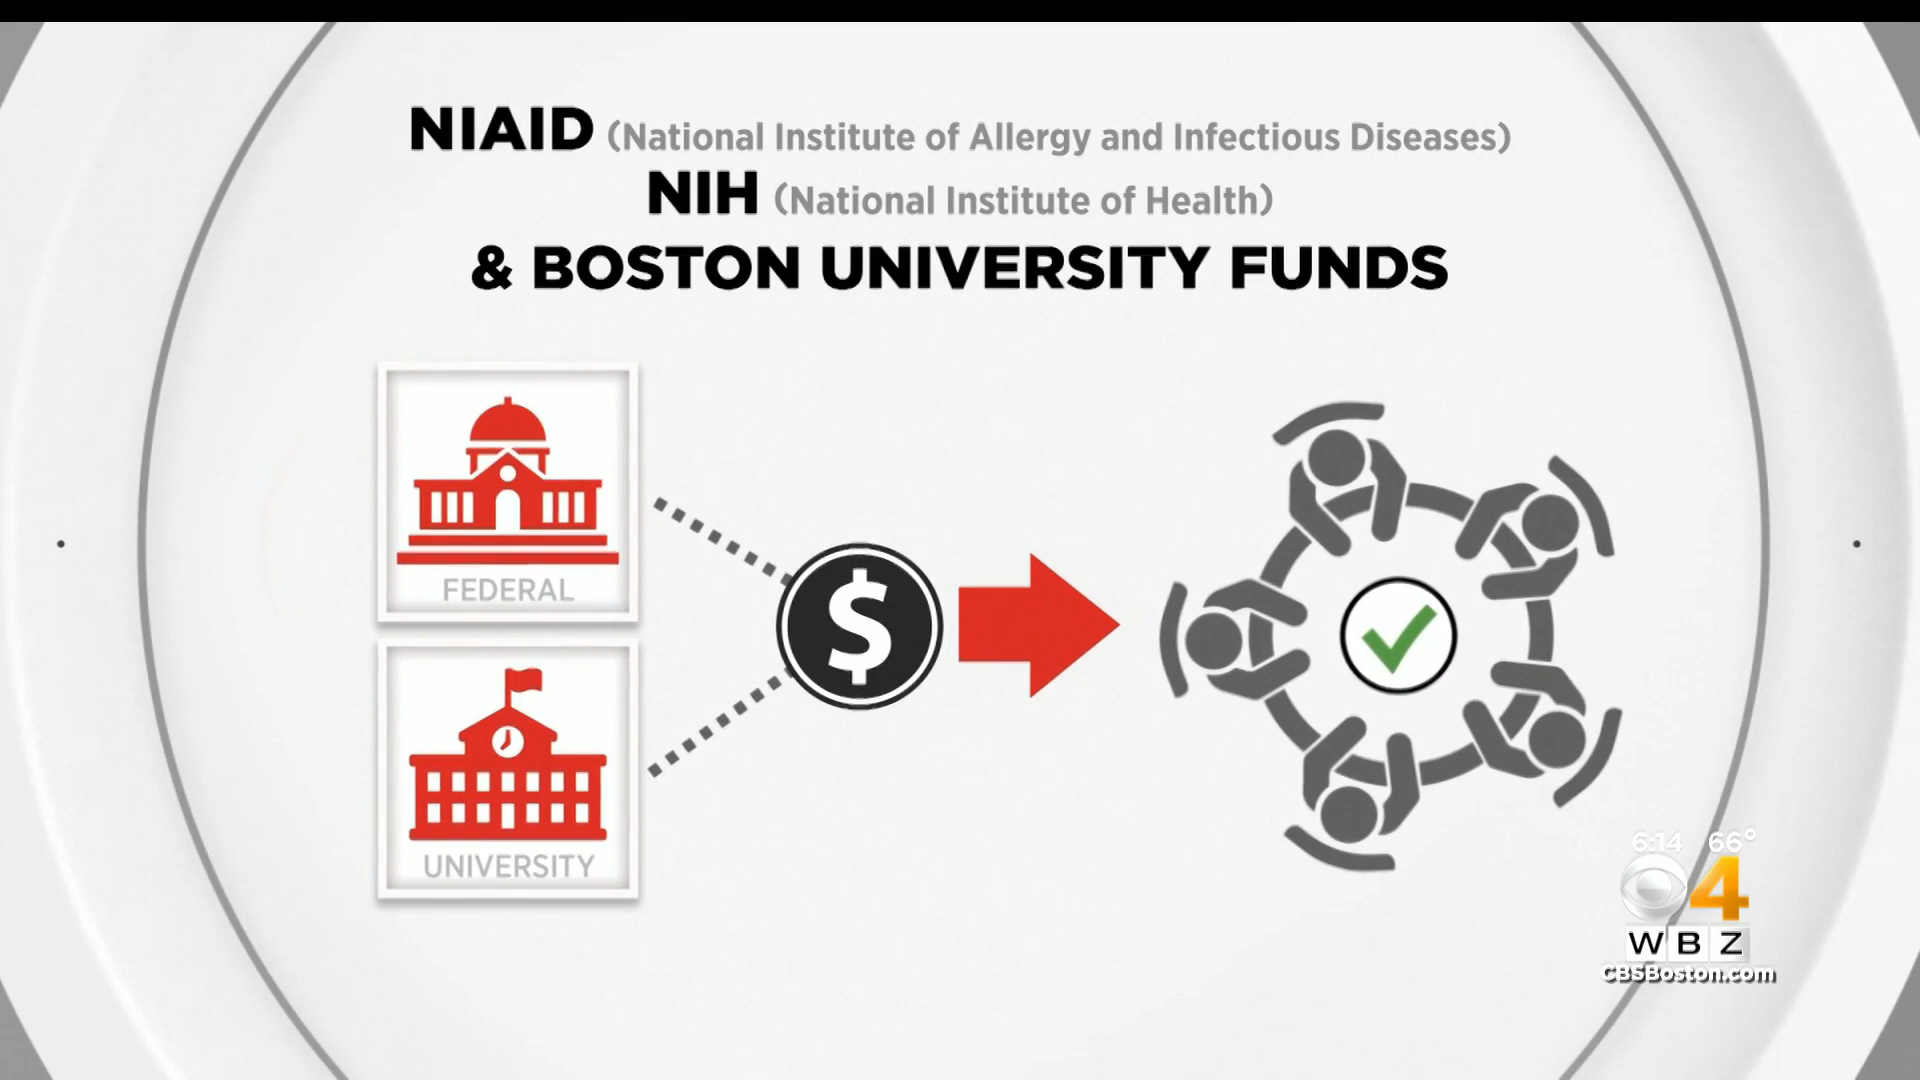 NIAID (National Institute of Allergy and Infectious Diseases)
NIH (National Institute of Health)
& BOSTON UNIVERSITY FUNDS
FEDERAL
$
UNIVERSITY
6:14 66°
4
WBZ
CBSBoston.com